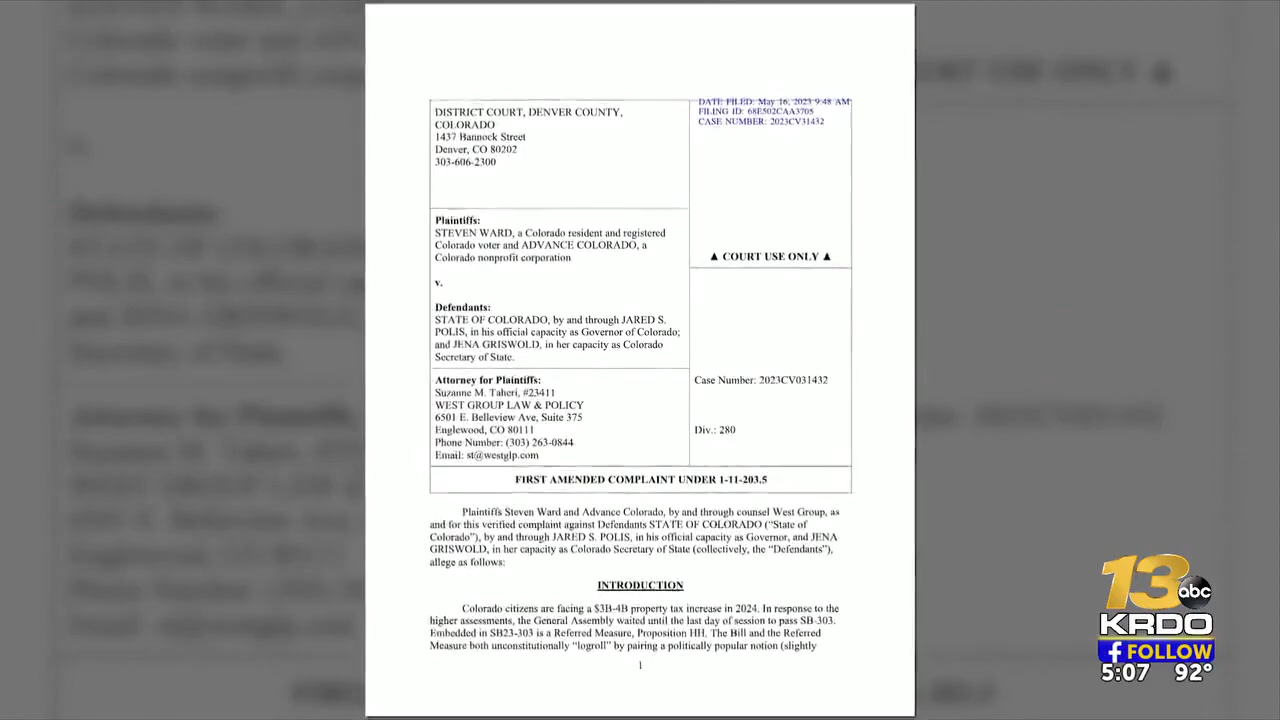 DISTRICT COURT, DENVER COUNTY,
COLORADO
1437 Bannock Street
Denver, CO 80202
303-606-2300
DATE FILED: May 16, 2023 9:48 AM
FILING ID: 68E502CAA3705
CASE NUMBER: 2023CV31432
Plaintiffs:
STEVEN WARD, a Colorado resident and registered
Colorado voter and ADVANCE COLORADO, a
Colorado nonprofit corporation
v.
Defendants:
STATE OF COLORADO, by and through JARED S.
POLIS, in his official capacity as Governor of Colorado;
and JENA GRISWOLD, in her capacity as Colorado
Secretary of State.
▲ COURT USE ONLY ▲
Attorney for Plaintiffs:
Suzanne M. Taheri, #23411
WEST GROUP LAW & POLICY
6501 E. Belleview Ave, Suite 375
Englewood, CO 80111
Phone Number: (303) 263-0844
Email: st@westglp.com
Case Number: 2023CV031432
Div.: 280
FIRST AMENDED COMPLAINT UNDER 1-11-203.5
Plaintiffs Steven Ward and Advance Colorado, by and through counsel West Group, as
and for this verified complaint against Defendants STATE OF COLORADO ("State of
Colorado"), by and through JARED S. POLIS, in his official capacity as Governor, and JENA
GRISWOLD, in her capacity as Colorado Secretary of State (collectively, the "Defendants"),
allege as follows:
INTRODUCTION
Colorado citizens are facing a $3B-4B property tax increase in 2024. In response to the
higher assessments, the General Assembly waited until the last day of session to pass SB-303.
Embedded in SB23-303 is a Referred Measure, Proposition HH. The Bill and the Referred
Measure both unconstitutionally "logroll" by pairing a politically popular notion (slightly
1
13
abc
KRDO
f FOLLOW
5:07 92°